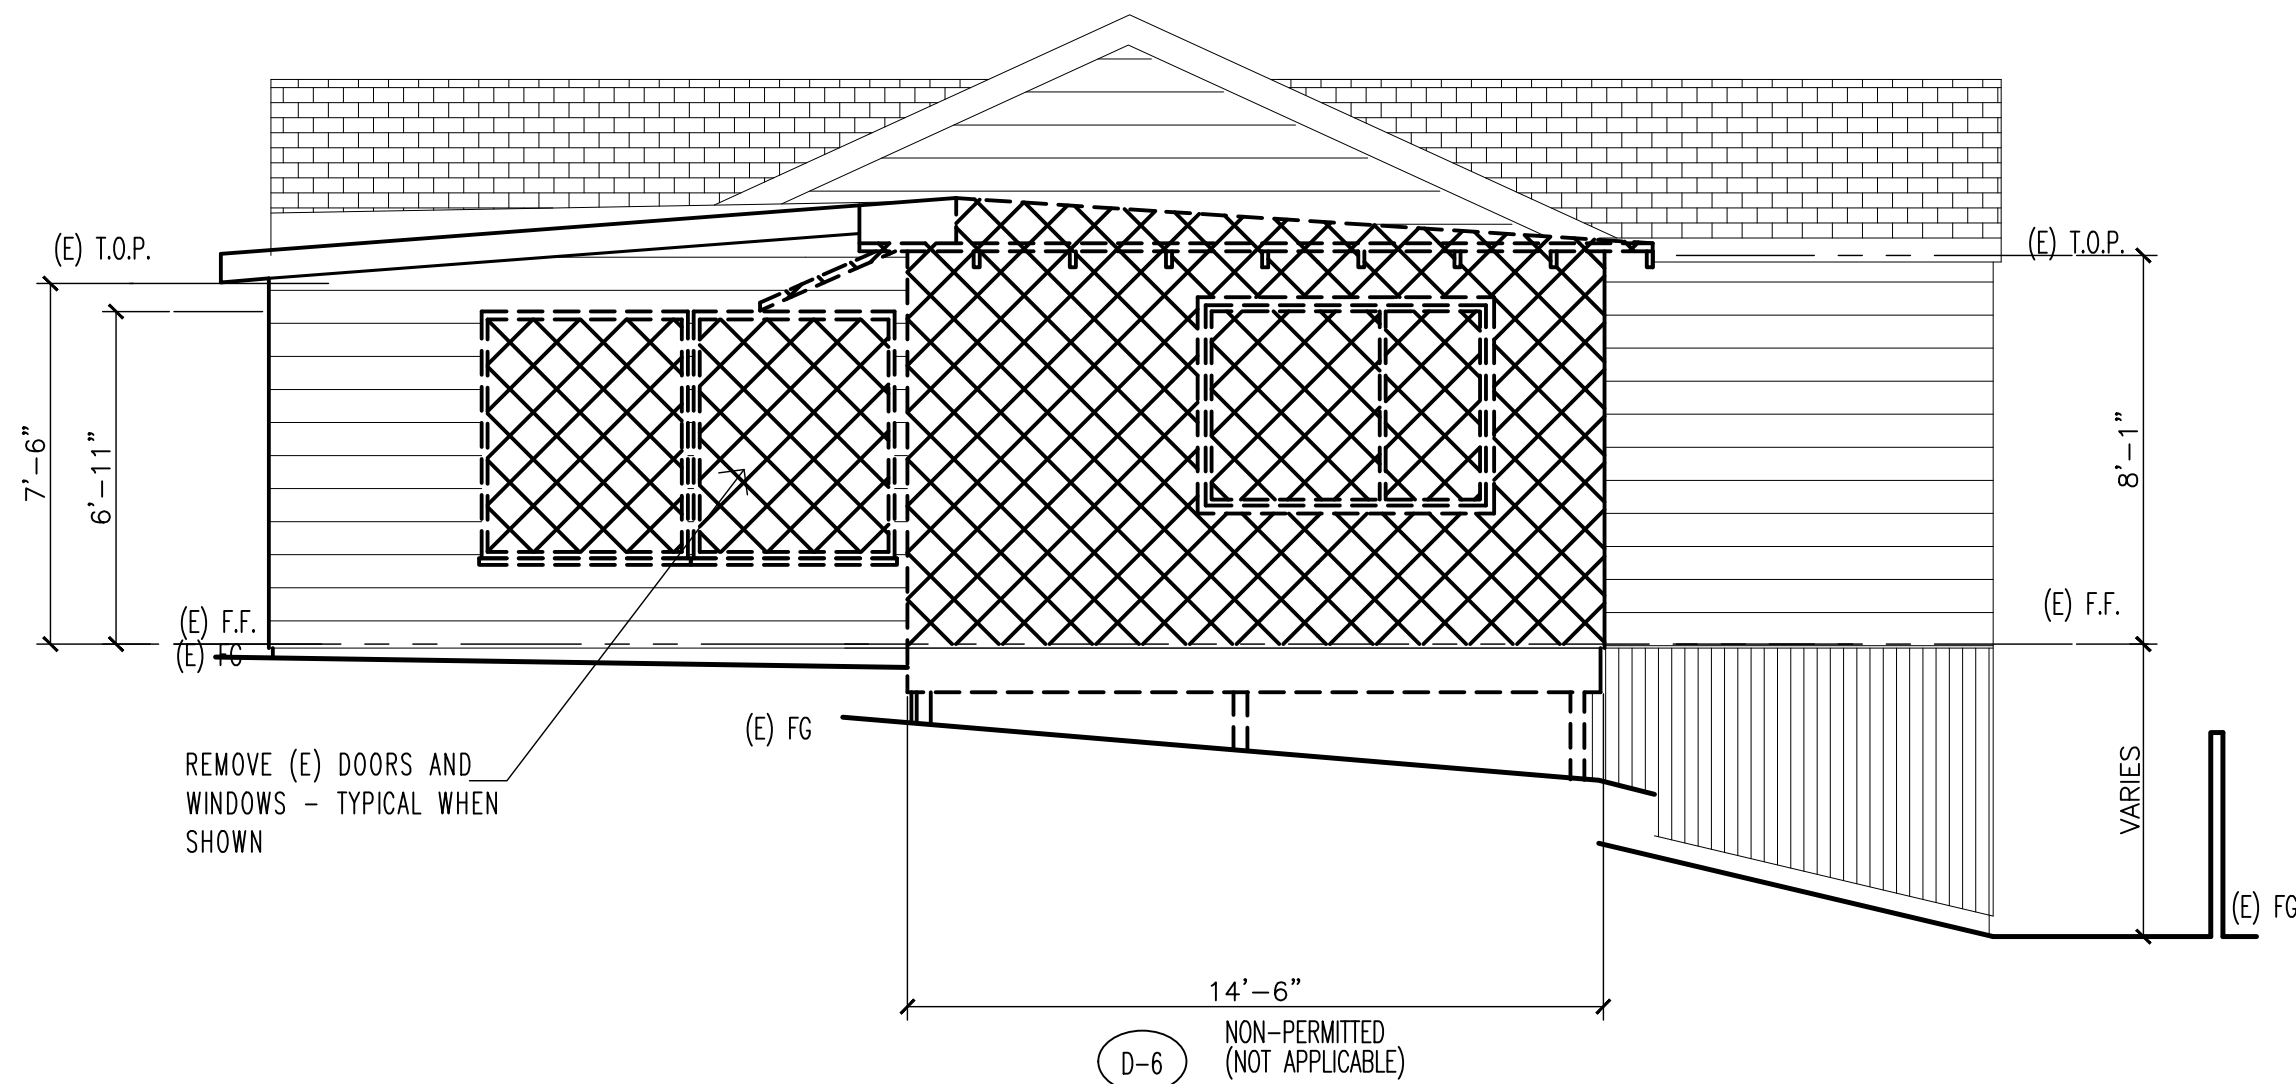 (E) T.O.P.
(E) T.O.P.
7'-6"
6'-11"
8'-1"
(E) F.F.
(E) F.F.
(E) FG
(E) FG
REMOVE (E) DOORS AND
WINDOWS - TYPICAL WHEN
SHOWN
VARIES
(E) FG
14'-6"
NON-PERMITTED
(NOT APPLICABLE)
D-6